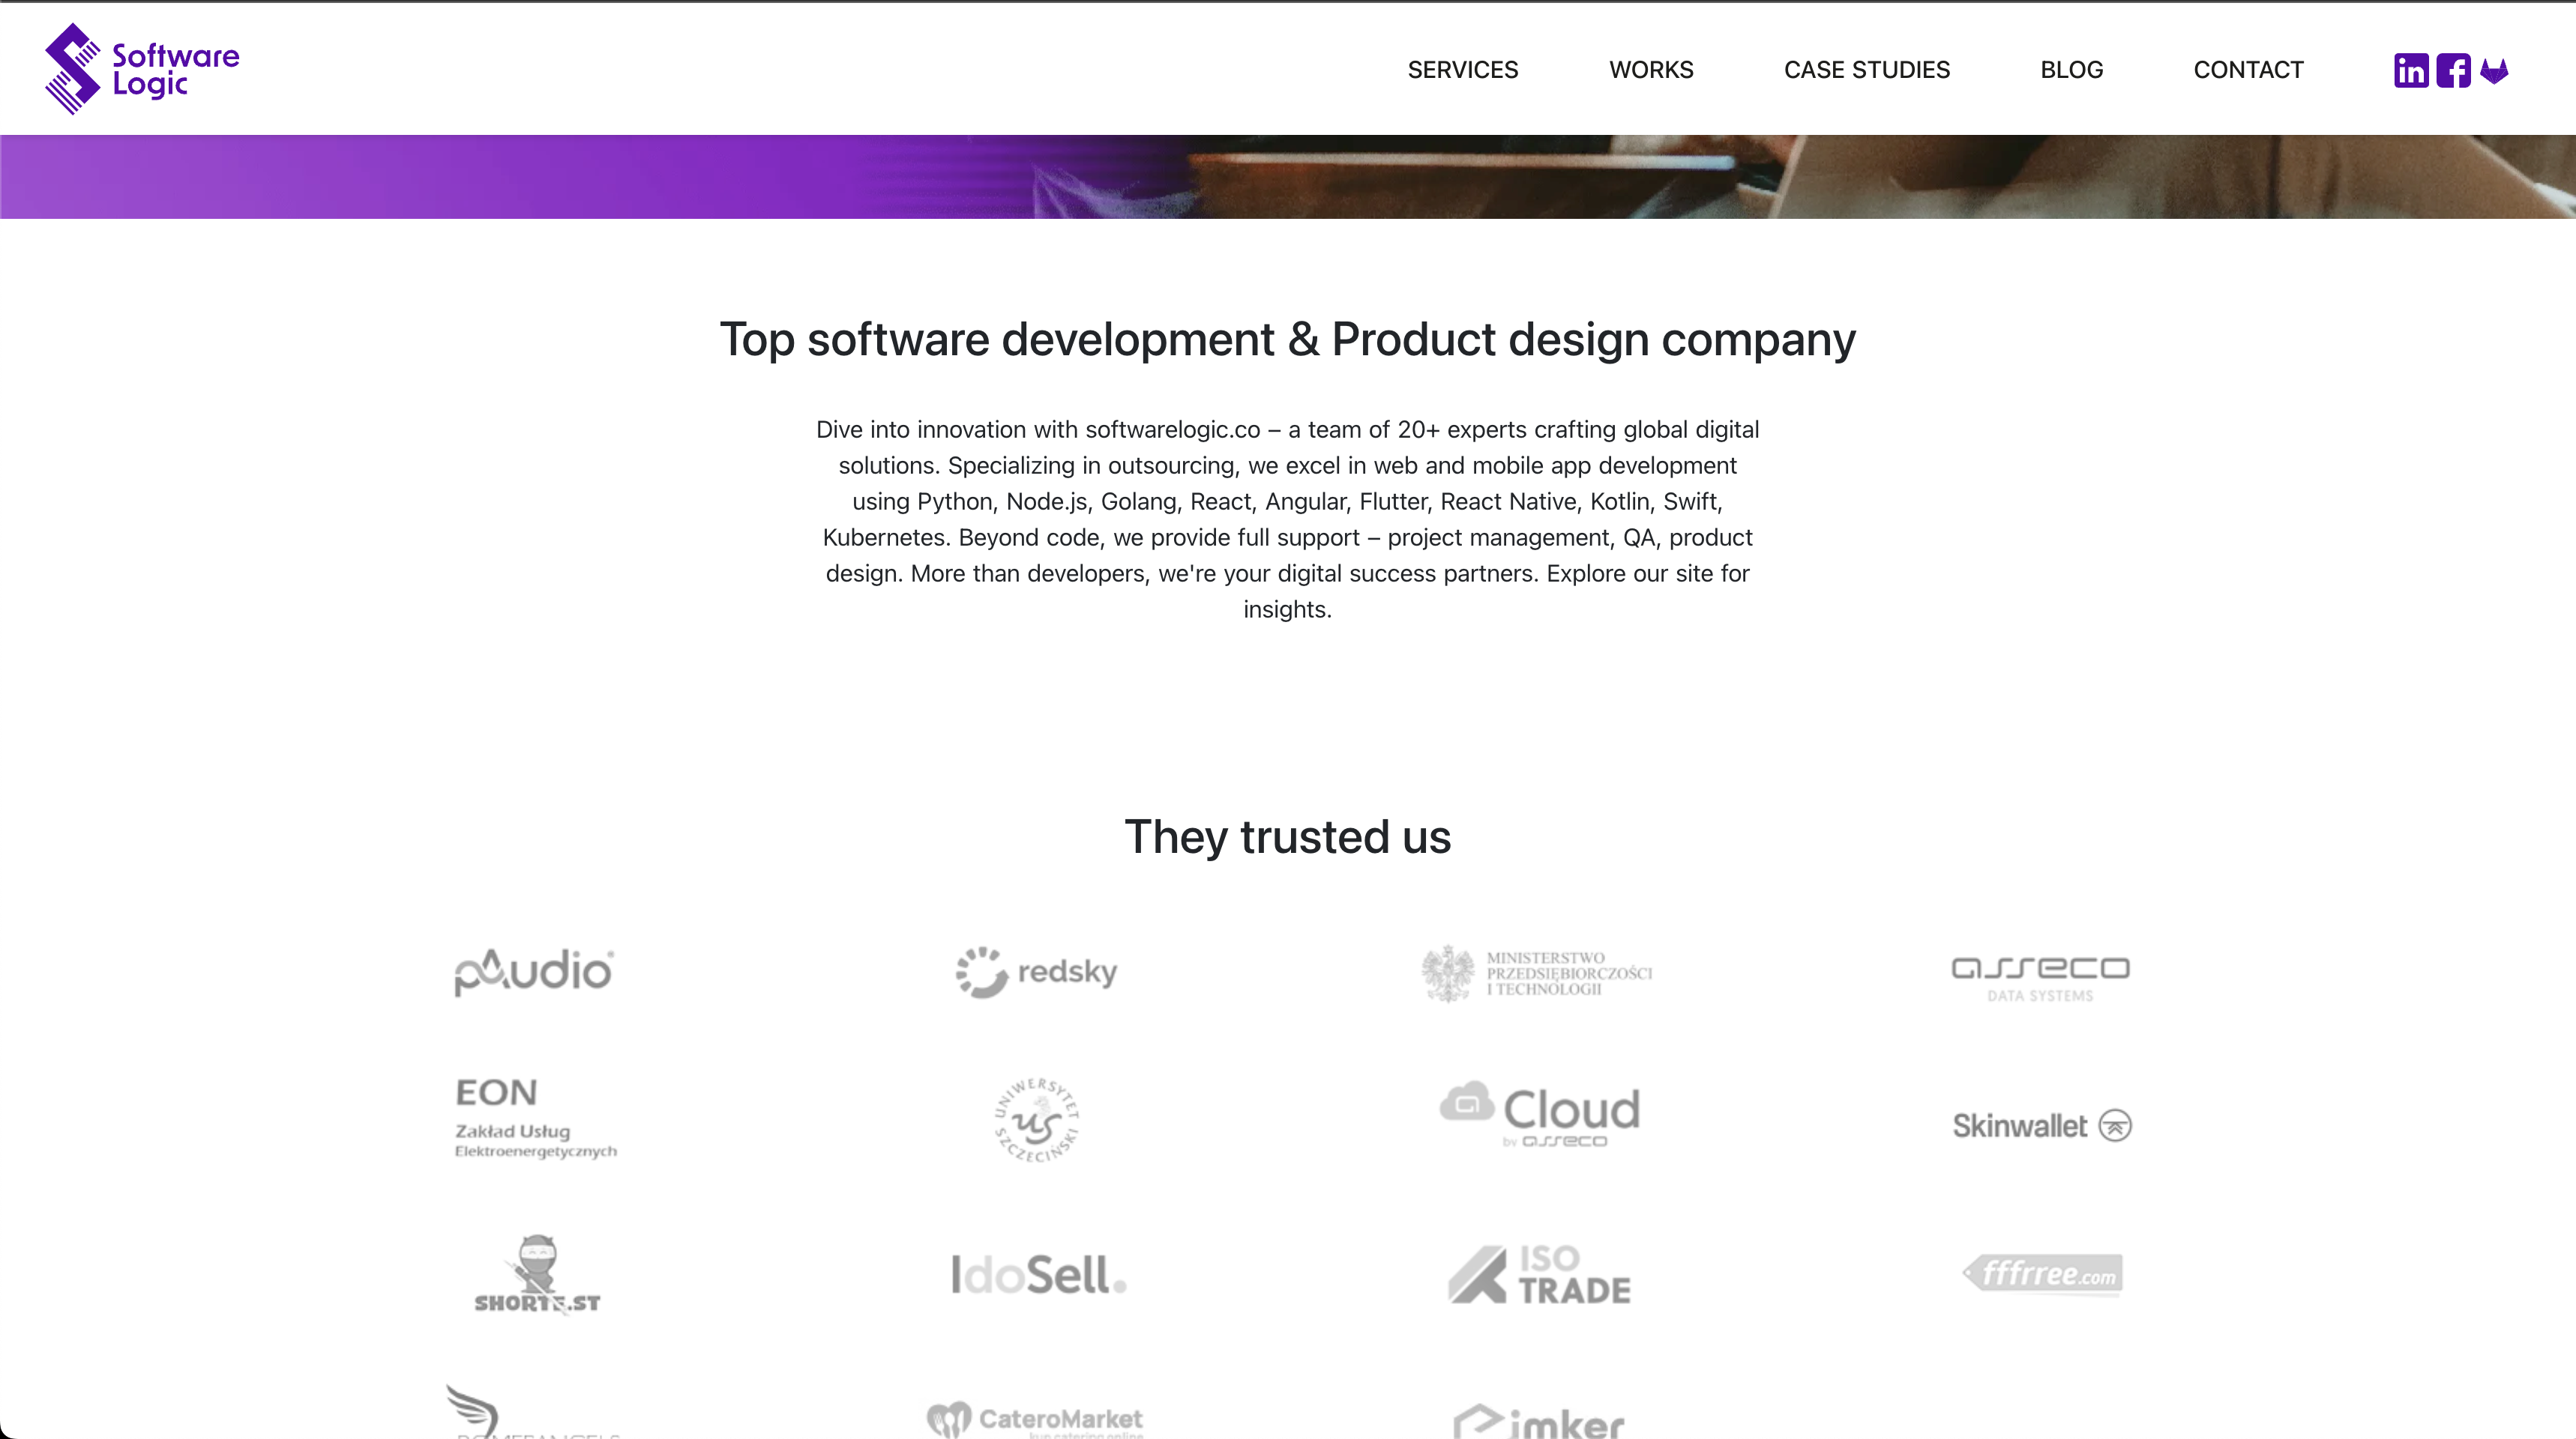 Software
Logic
SERVICES
WORKS
CASE STUDIES
BLOG
CONTACT
in
f
Top software development & Product design company
Dive into innovation with softwarelogic.co – a team of 20+ experts crafting global digital
solutions. Specializing in outsourcing, we excel in web and mobile app development
using Python, Node.js, Golang, React, Angular, Flutter, React Native, Kotlin, Swift,
Kubernetes. Beyond code, we provide full support – project management, QA, product
design. More than developers, we're your digital success partners. Explore our site for
insights.
They trusted us
pAudio
redsky
MINISTERSTWO
PRZEDSIĘBIORCZOŚCI
I TECHNOLOGII
asseco
DATA SYSTEMS
EON
Zakład Usług
Elektroenergetycznych
UNIWERSYTET
SZCZECIŃSKI
US
Cloud
by asseco
Skinwallet
SHORTE.ST
IdoSell.
ISO
TRADE
fffrree.com
CateroMarket
kup catering online
imker